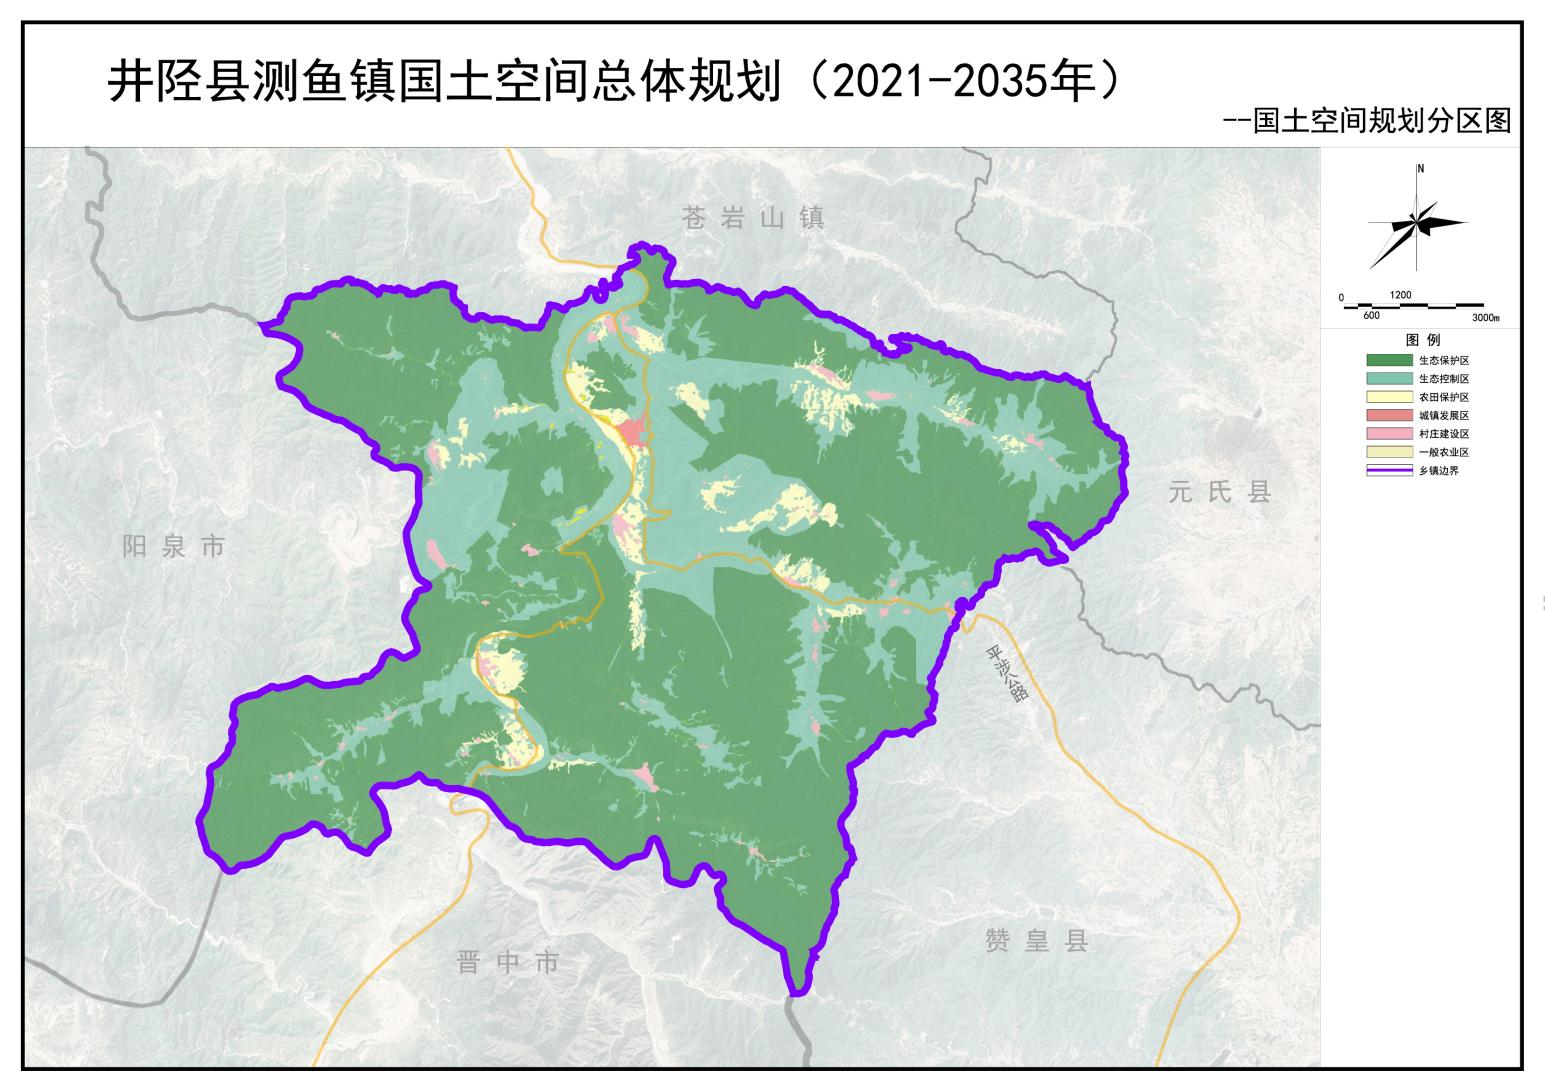 井陉县测鱼镇国土空间总体规划（2021-2035年）
--国土空间规划分区图
苍岩山镇
N
0
1200
600
3000m
图 例
生态保护区
生态控制区
农田保护区
城镇发展区
村庄建设区
一般农业区
乡镇边界
元氏县
阳泉市
平涉公路
赞皇县
晋中市